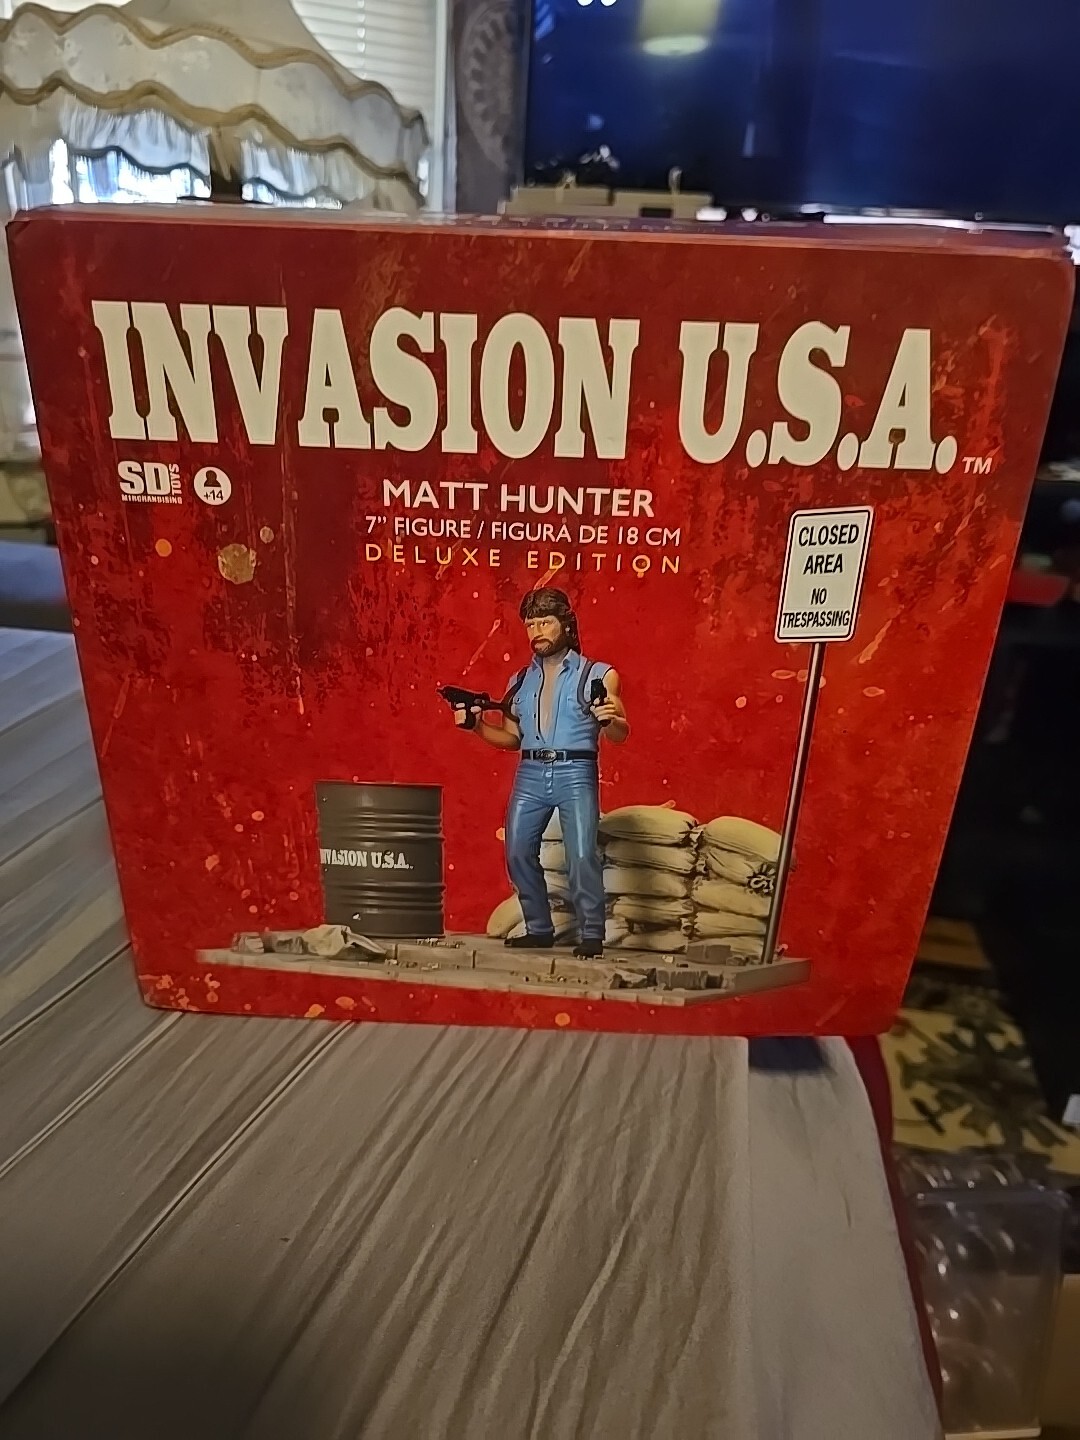 INVASION U.S.A.™
SD TOYS
MERCHANDISING
+14
MATT HUNTER
7" FIGURE / FIGURA DE 18 CM
DELUXE EDITION
CLOSED
AREA
NO
TRESPASSING
INVASION U.S.A.